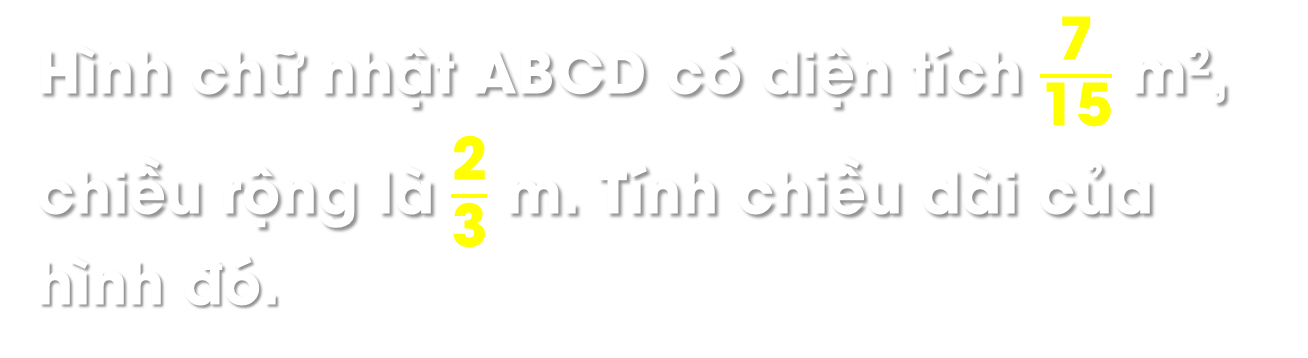 Hình chữ nhật ABCD có diện tích 7/15 m²,
chiều rộng là 2/3 m. Tính chiều dài của
hình đó.